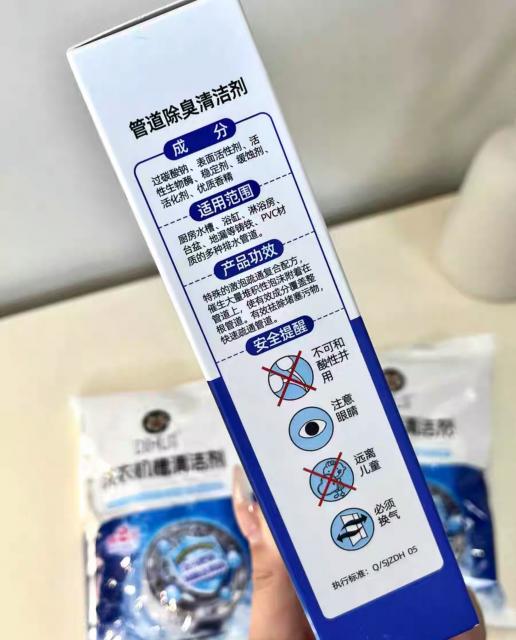 管道除臭清洁剂
成 分
过碳酸钠、表面活性剂、活
性生物酶、稳定剂、缓蚀剂、
活化剂、优质香精
适用范围
厨房水槽、浴缸、淋浴房、
台盆、地漏等铸铁、PVC材
质的多种排水管道。
产品功效
特殊的激泡疏通复合配方，
催生大量堆积性泡沫附着在
管道上，使有效成分覆盖整
根管道。有效祛除堵塞污物，
快速疏通管道。
安全提醒
不可和
酸性并
用
注意
眼睛
远离
儿童
必须
换气
执行标准：Q/SJZDH 05
洗衣机槽清洁剂
清洁剂